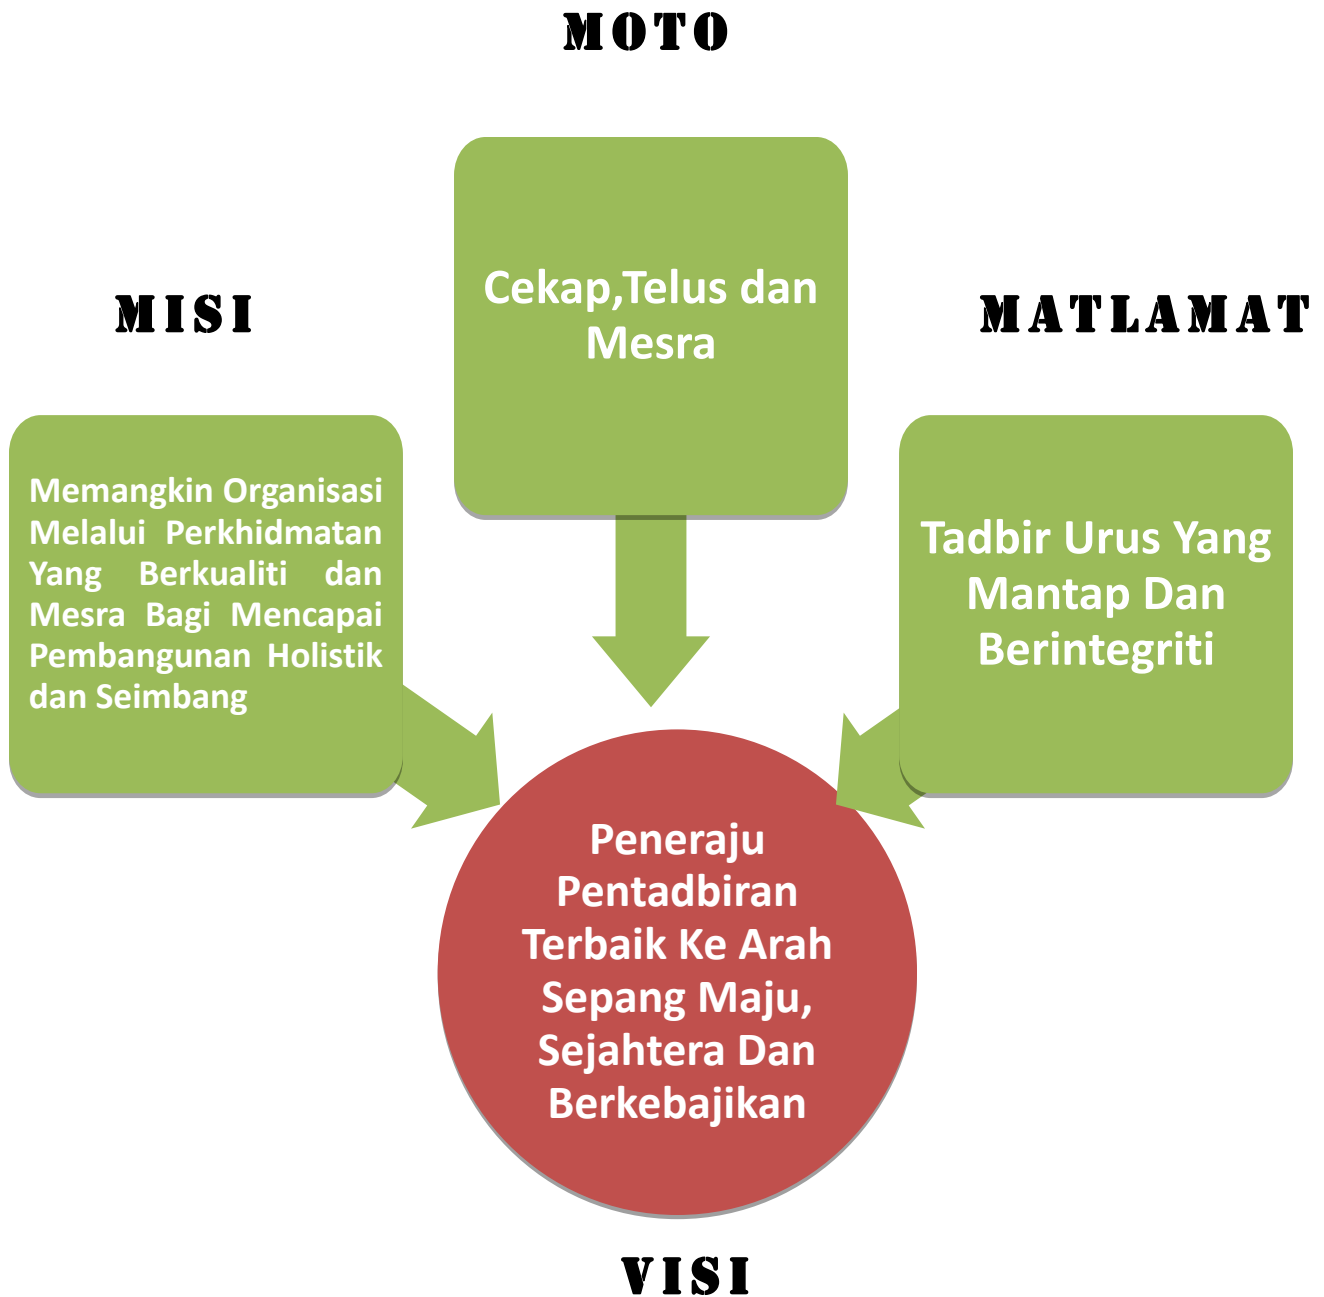 MOTO
Cekap,Telus dan
Mesra
MISI
Memangkin Organisasi
Melalui Perkhidmatan
Yang Berkualiti dan
Mesra Bagi Mencapai
Pembangunan Holistik
dan Seimbang
MATLAMAT
Tadbir Urus Yang
Mantap Dan
Berintegriti
Peneraju
Pentadbiran
Terbaik Ke Arah
Sepang Maju,
Sejahtera Dan
Berkebajikan
VISI